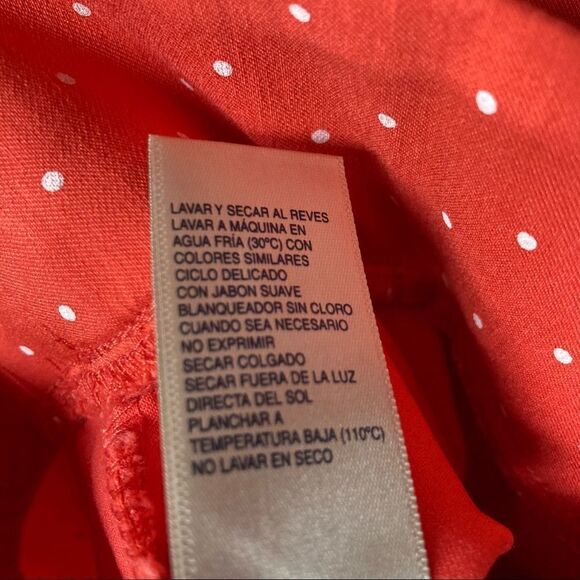 LAVAR Y SECAR AL REVES
LAVAR A MÁQUINA EN
AGUA FRÍA (30ºC) CON
COLORES SIMILARES
CICLO DELICADO
CON JABON SUAVE
BLANQUEADOR SIN CLORO
CUANDO SEA NECESARIO
NO EXPRIMIR
SECAR COLGADO
SECAR FUERA DE LA LUZ
DIRECTA DEL SOL
PLANCHAR A
TEMPERATURA BAJA (110ºC)
NO LAVAR EN SECO